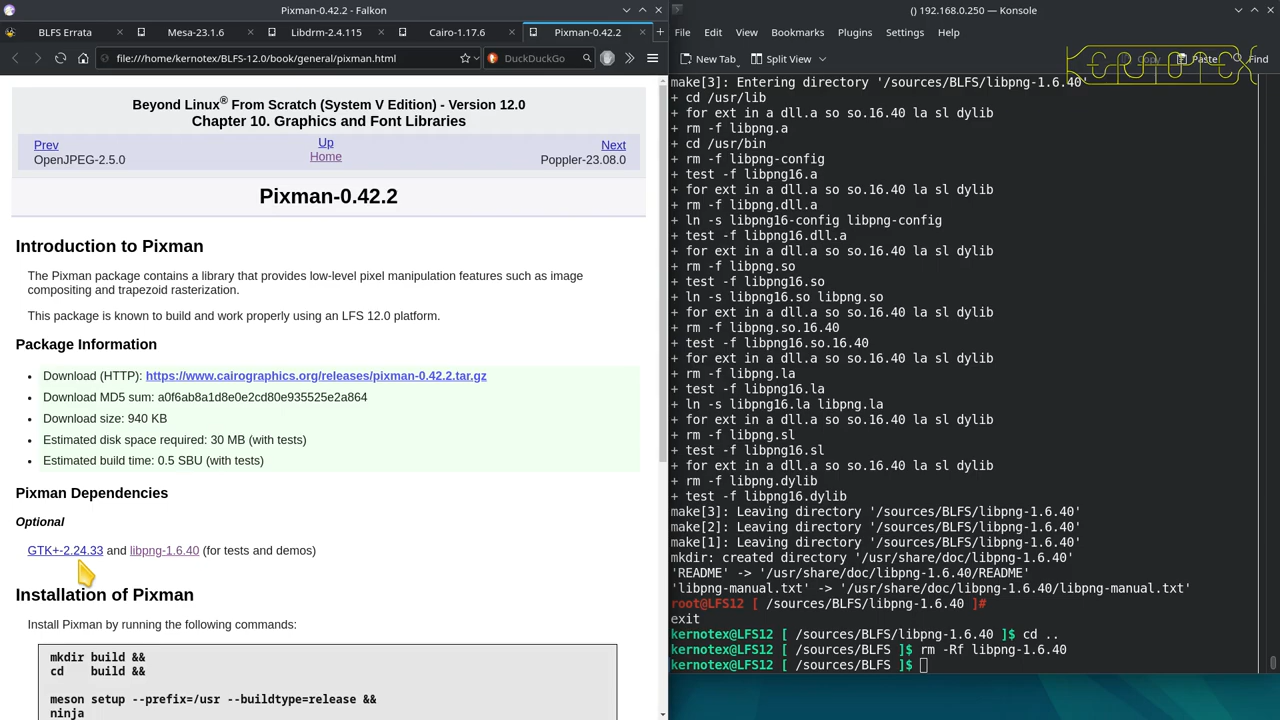 Pixman-0.42.2 - Falkon
BLFS Errata
Mesa-23.1.6
Libdrm-2.4.115
Cairo-1.17.6
Pixman-0.42.2
file:///home/kernotex/BLFS-12.0/book/general/pixman.html
DuckDuckGo
Beyond Linux® From Scratch (System V Edition) - Version 12.0
Chapter 10. Graphics and Font Libraries
Prev
Up
Next
OpenJPEG-2.5.0
Home
Poppler-23.08.0
Pixman-0.42.2
Introduction to Pixman
The Pixman package contains a library that provides low-level pixel manipulation features such as image
compositing and trapezoid rasterization.
This package is known to build and work properly using an LFS 12.0 platform.
Package Information
• Download (HTTP): https://www.cairographics.org/releases/pixman-0.42.2.tar.gz
• Download MD5 sum: a0f6ab8a1d8e0e2cd80e935525e2a864
• Download size: 940 KB
• Estimated disk space required: 30 MB (with tests)
• Estimated build time: 0.5 SBU (with tests)
Pixman Dependencies
Optional
GTK+-2.24.33 and libpng-1.6.40 (for tests and demos)
Installation of Pixman
Install Pixman by running the following commands:
mkdir build &&
cd    build &&
meson setup --prefix=/usr --buildtype=release &&
ninja
() 192.168.0.250 — Konsole
File Edit View Bookmarks Plugins Settings Help
New Tab Split View Copy Paste Find
KernoteX
make[3]: Entering directory '/sources/BLFS/libpng-1.6.40'
+ cd /usr/lib
+ for ext in a dll.a so so.16.40 la sl dylib
+ rm -f libpng.a
+ cd /usr/bin
+ rm -f libpng-config
+ test -f libpng16.a
+ for ext in a dll.a so so.16.40 la sl dylib
+ rm -f libpng.dll.a
+ ln -s libpng16-config libpng-config
+ test -f libpng16.dll.a
+ for ext in a dll.a so so.16.40 la sl dylib
+ rm -f libpng.so
+ test -f libpng16.so
+ ln -s libpng16.so libpng.so
+ for ext in a dll.a so so.16.40 la sl dylib
+ rm -f libpng.so.16.40
+ test -f libpng16.so.16.40
+ for ext in a dll.a so so.16.40 la sl dylib
+ rm -f libpng.la
+ test -f libpng16.la
+ ln -s libpng16.la libpng.la
+ for ext in a dll.a so so.16.40 la sl dylib
+ rm -f libpng.sl
+ test -f libpng16.sl
+ for ext in a dll.a so so.16.40 la sl dylib
+ rm -f libpng.dylib
+ test -f libpng16.dylib
make[3]: Leaving directory '/sources/BLFS/libpng-1.6.40'
make[2]: Leaving directory '/sources/BLFS/libpng-1.6.40'
make[1]: Leaving directory '/sources/BLFS/libpng-1.6.40'
mkdir: created directory '/usr/share/doc/libpng-1.6.40'
'README' -> '/usr/share/doc/libpng-1.6.40/README'
'libpng-manual.txt' -> '/usr/share/doc/libpng-1.6.40/libpng-manual.txt'
root@LFS12 [ /sources/BLFS/libpng-1.6.40 ]#
exit
kernotex@LFS12 [ /sources/BLFS/libpng-1.6.40 ]$ cd ..
kernotex@LFS12 [ /sources/BLFS ]$ rm -Rf libpng-1.6.40
kernotex@LFS12 [ /sources/BLFS ]$